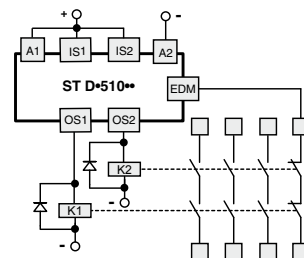 + -
A1 IS1 IS2 A2
ST D•510••
EDM
OS1 OS2
K2
-
K1
-